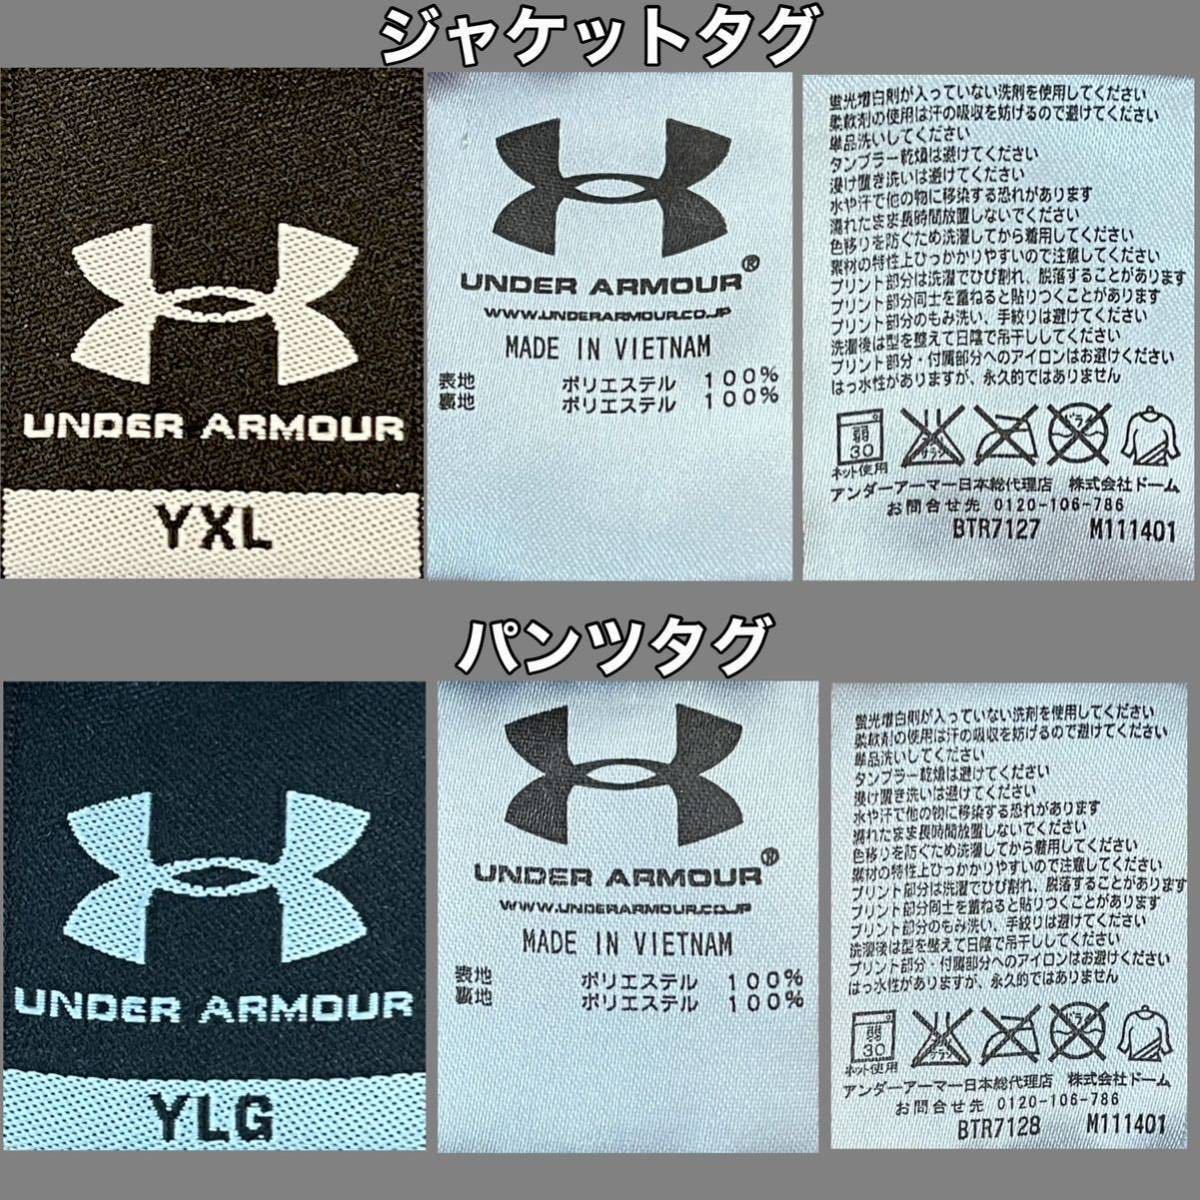 ジャケットタグ
UNDER ARMOUR
YXL
UNDER ARMOUR®
WWW.UNDERARMOUR.CO.JP
MADE IN VIETNAM
表地 ポリエステル 100%
裏地 ポリエステル 100%
蛍光増白剤が入っていない洗剤を使用してください
柔軟剤の使用は汗の吸収を妨げるので避けてください
単品洗いしてください
タンブラー乾燥は避けてください
浸け置き洗いは避けてください
水や汗で他の物に移染する恐れがあります
濡れたまま長時間放置しないでください
色移りを防ぐため洗濯してから着用してください
素材の特性上ひっかかりやすいので注意してください
プリント部分は洗濯でひび割れ、脱落することがあります
プリント部分同士を重ねると貼りつくことがあります
プリント部分のもみ洗い、手絞りは避けてください
洗濯後は型を整えて日陰で吊干ししてください
プリント部分・付属部分へのアイロンはお避けください
はっ水性がありますが、永久的ではありません
弱
30
ネット使用
エンソサラシ
ドライ
アンダーアーマー日本総代理店 株式会社ドーム
お問合せ先 0120-106-786
BTR7127 M111401
パンツタグ
UNDER ARMOUR
YLG
UNDER ARMOUR®
WWW.UNDERARMOUR.CO.JP
MADE IN VIETNAM
表地 ポリエステル 100%
裏地 ポリエステル 100%
蛍光増白剤が入っていない洗剤を使用してください
柔軟剤の使用は汗の吸収を妨げるので避けてください
単品洗いしてください
タンブラー乾燥は避けてください
浸け置き洗いは避けてください
水や汗で他の物に移染する恐れがあります
濡れたまま長時間放置しないでください
色移りを防ぐため洗濯してから着用してください
素材の特性上ひっかかりやすいので注意してください
プリント部分は洗濯でひび割れ、脱落することがあります
プリント部分同士を重ねると貼りつくことがあります
プリント部分のもみ洗い、手絞りは避けてください
洗濯後は型を整えて日陰で吊干ししてください
プリント部分・付属部分へのアイロンはお避けください
はっ水性がありますが、永久的ではありません
弱
30
ネット使用
エンソサラシ
ドライ
アンダーアーマー日本総代理店 株式会社ドーム
お問合せ先 0120-106-786
BTR7128 M111401